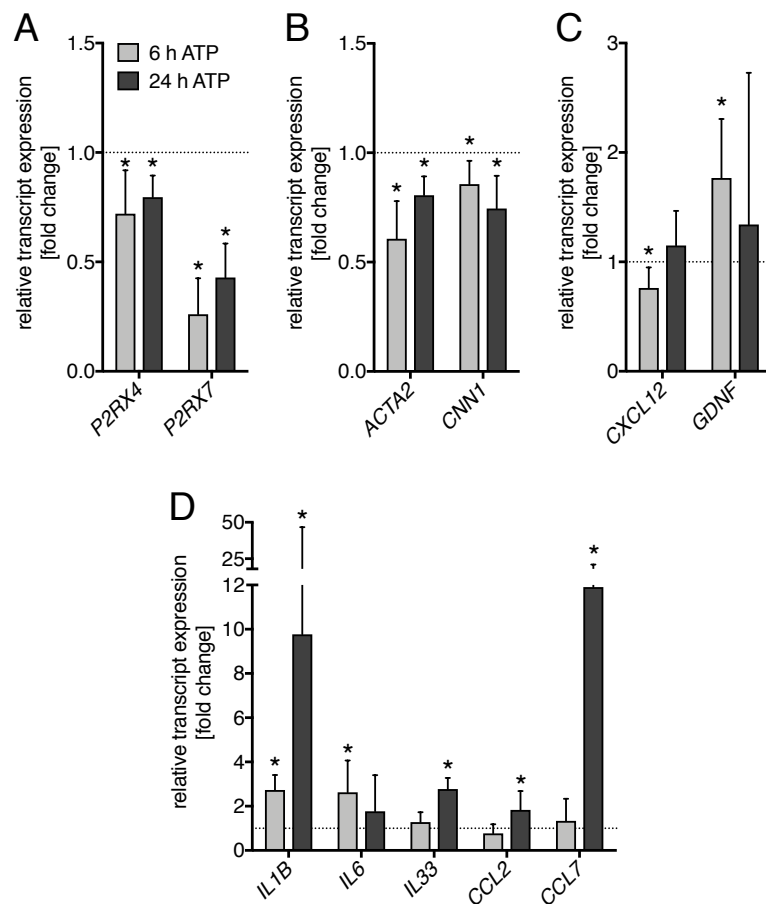 A
relative transcript expression
[fold change]
1.5
1.0
0.5
0.0
6 h ATP
24 h ATP
* *
* *
P2RX4
P2RX7
B
relative transcript expression
[fold change]
1.5
1.0
0.5
0.0
* *
* *
ACTA2
CNN1
C
relative transcript expression
[fold change]
3
2
1
0
*
*
CXCL12
GDNF
D
relative transcript expression
[fold change]
50
25
12
10
8
6
4
2
0
* *
*
*
*
*
IL1B
IL6
IL33
CCL2
CCL7